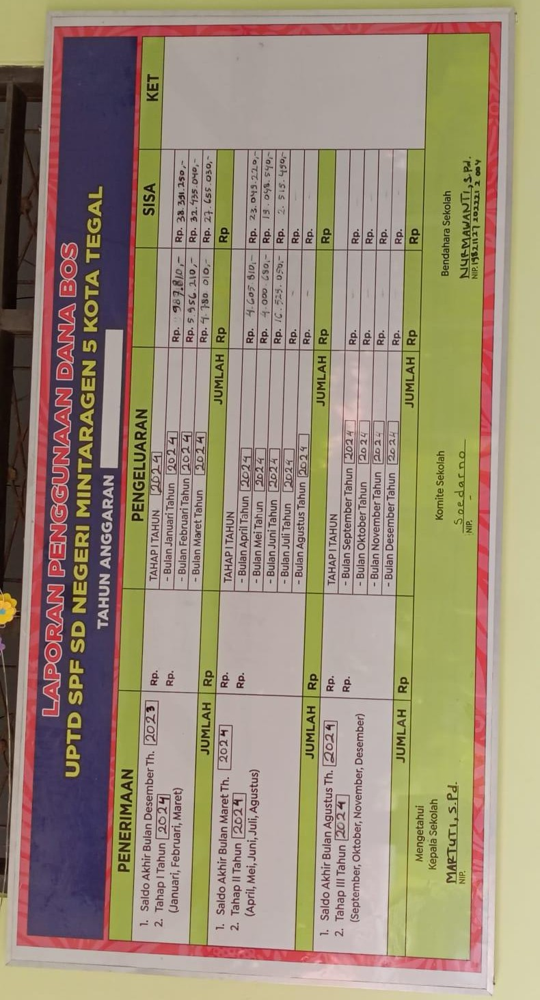 LAPORAN PENGGUNAAN DANA BOS
UPTD SPF SD NEGERI MINTARAGEN 5 KOTA TEGAL
TAHUN ANGGARAN
PENERIMAAN PENGELUARAN SISA KET
1. Saldo Akhir Bulan Desember Th. 2023 Rp. TAHAP I TAHUN 2024
2. Tahap I Tahun 2024 Rp. - Bulan Januari Tahun 2024 Rp. 987.810,- Rp. 38.391.250,-
(Januari, Februari, Maret) - Bulan Februari Tahun 2024 Rp. 5.956.210,- Rp. 32.435.040,-
- Bulan Maret Tahun 2024 Rp. 4.780.010,- Rp. 27.655.030,-
JUMLAH Rp JUMLAH Rp Rp
1. Saldo Akhir Bulan Maret Th. 2024 Rp. TAHAP I TAHUN
2. Tahap II Tahun 2024 Rp. - Bulan April Tahun 2024 Rp. 4.605.810,- Rp. 23.049.220,-
(April, Mei, Juni, Juli, Agustus) - Bulan Mei Tahun 2024 Rp. 4.000.680,- Rp. 19.048.540,-
- Bulan Juni Tahun 2024 Rp. 16.529.050,- Rp. 2.519.490,-
- Bulan Juli Tahun 2024 Rp. - Rp. -
- Bulan Agustus Tahun 2024 Rp. - Rp. -
JUMLAH Rp JUMLAH Rp Rp
1. Saldo Akhir Bulan Agustus Th. 2024 Rp. TAHAP I TAHUN
2. Tahap III Tahun 2024 Rp. - Bulan September Tahun 2024 Rp. - Rp. -
(September, Oktober, November, Desember) - Bulan Oktober Tahun 2024 Rp. - Rp. -
- Bulan November Tahun 2024 Rp. - Rp. -
- Bulan Desember Tahun 2024 Rp. - Rp. -
JUMLAH Rp JUMLAH Rp Rp
Mengetahui
Kepala Sekolah Komite Sekolah Bendahara Sekolah
MARTUTI, S.Pd. Soedarno NURMAWANTI, S.Pd.
NIP. NIP. - NIP. 19821127 202221 2 004